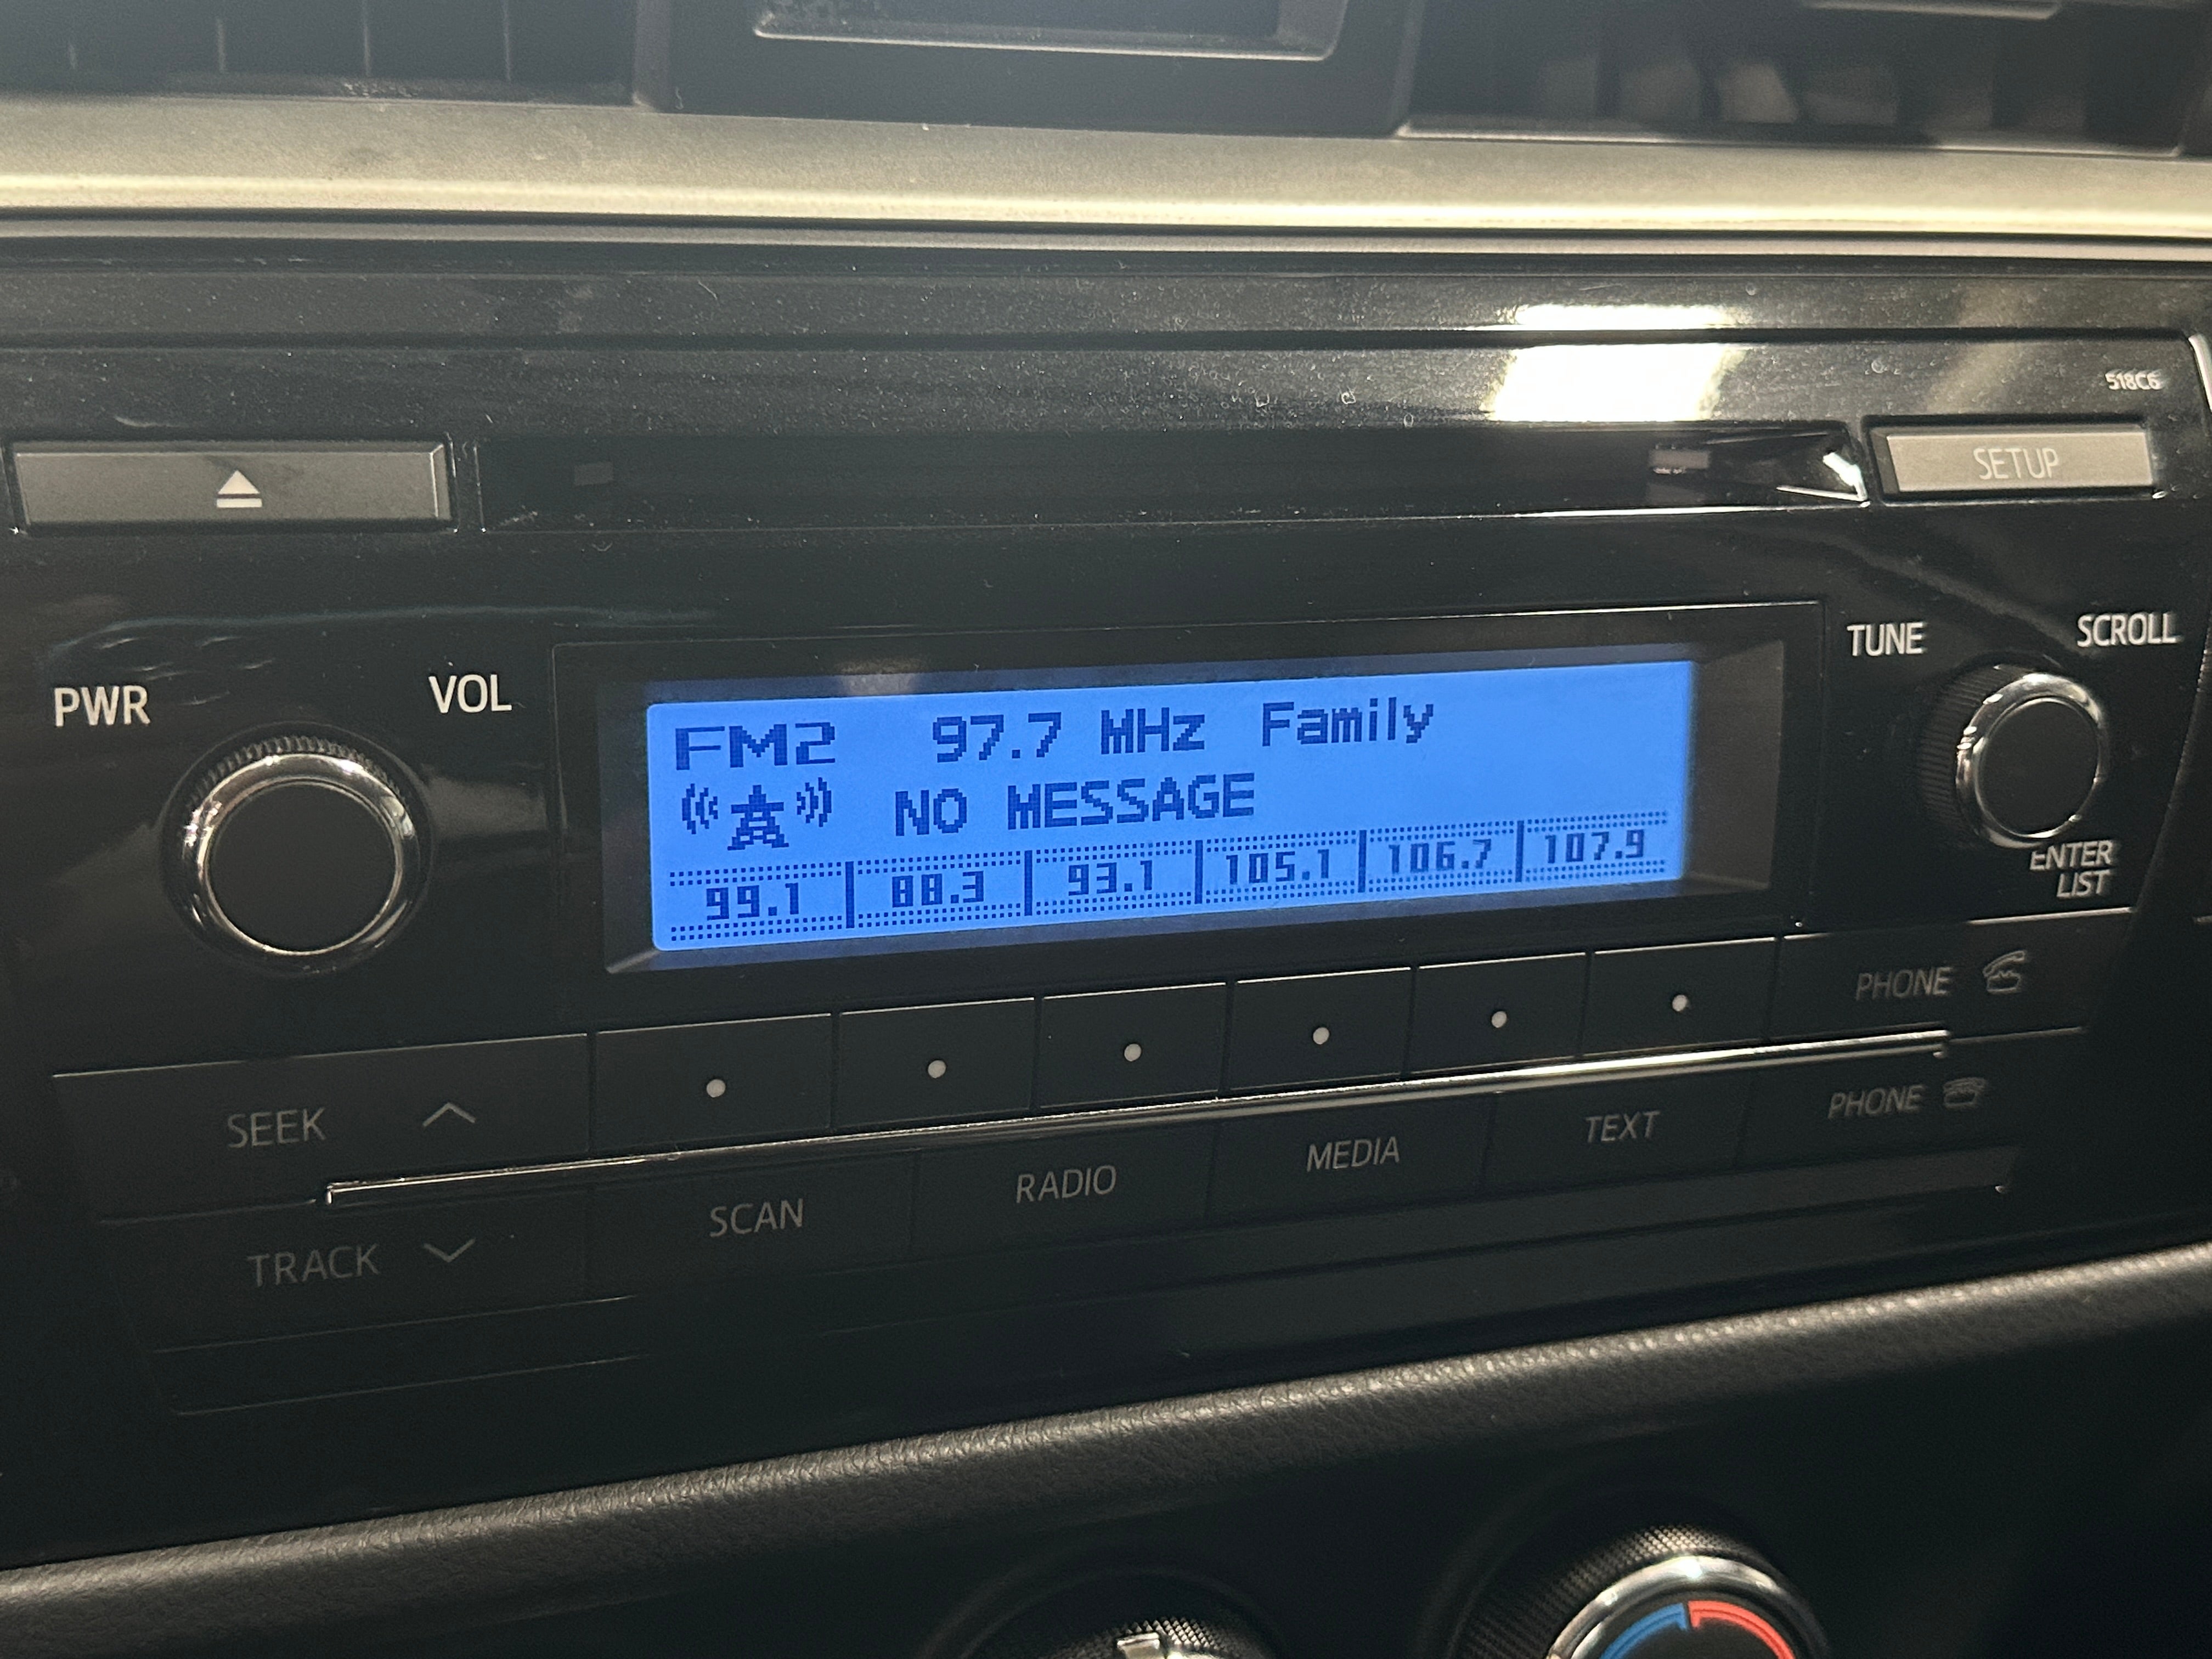 518C6
SETUP
PWR
VOL
TUNE
SCROLL
FM2 97.7 MHz Family
NO MESSAGE
99.1 88.3 93.1 105.1 106.7 107.9
ENTER
LIST
PHONE
SEEK
TRACK
SCAN
RADIO
MEDIA
TEXT
PHONE